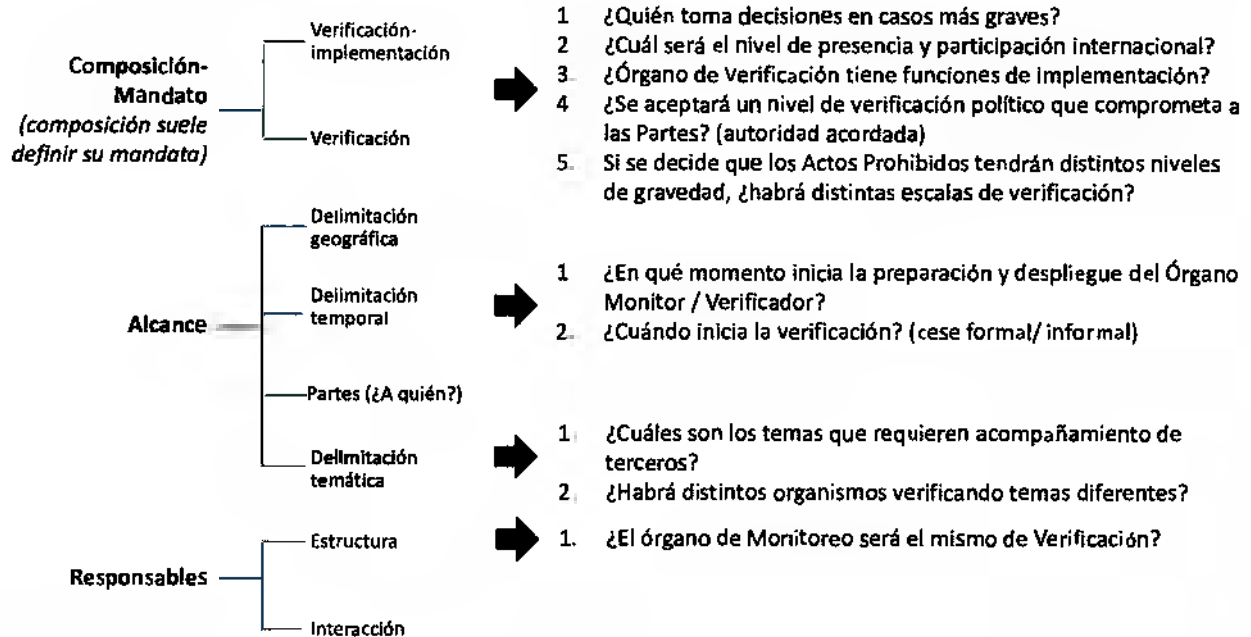 Composición-
Mandato
(composición suele
definir su mandata)
Verificación-
implementación
Verificación
1 ¿Quién toma decisiones en casos más graves?
2 ¿Cuál será el nivel de presencia y participación internacional?
3. ¿Órgano de Verificación tiene funciones de implementación?
4 ¿Se aceptará un nivel de verificación político que comprometa a
las Partes? (autoridad acordada)
5. Si se decide que los Actos Prohibidos tendrán distintos niveles
de gravedad, ¿habrá distintas escalas de verificación?
Alcance
Delimitación
geográfica
Delimitación
temporal
Partes (¿A quién?)
Delimitación
temática
1 ¿En qué momento inicia la preparación y despliegue del Órgano
Monitor / Verificador?
2. ¿Cuándo inicia la verificación? (cese formal/ informal)
1. ¿Cuáles son los temas que requieren acompañamiento de
terceros?
2. ¿Habrá distintos organismos verificando temas diferentes?
Responsables
Estructura
Interacción
1. ¿El órgano de Monitoreo será el mismo de Verificación?